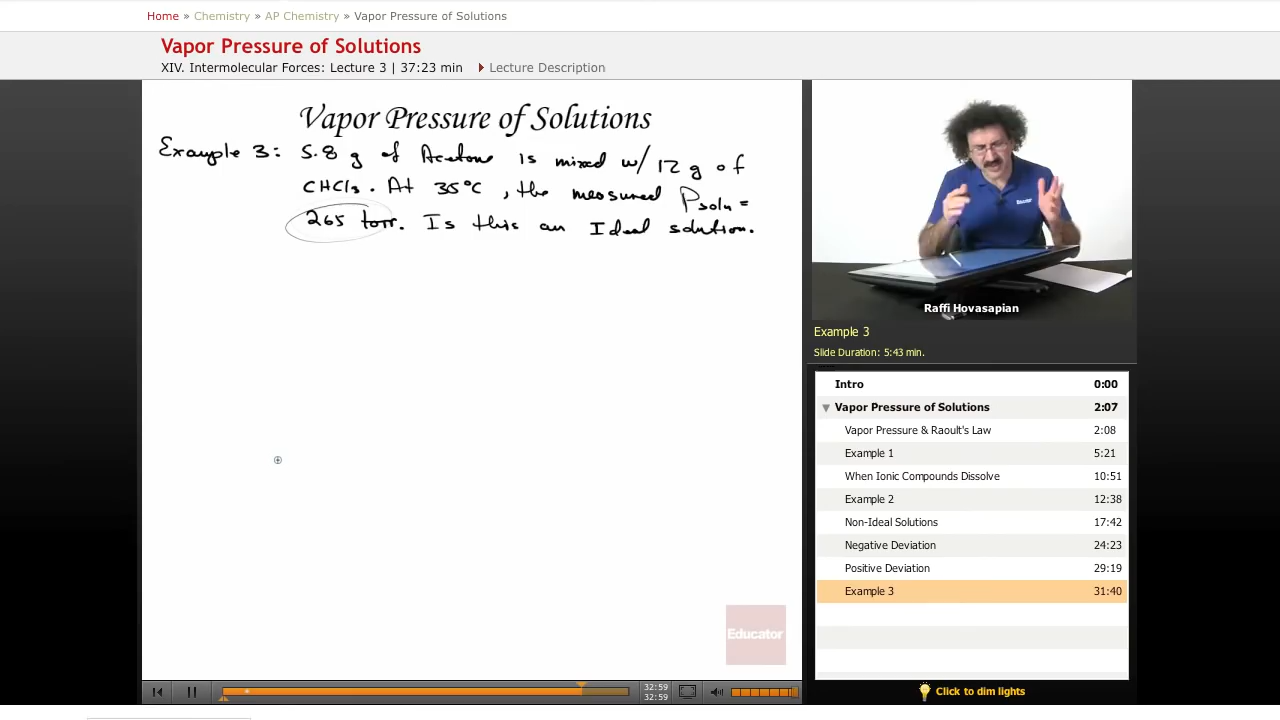 Home » Chemistry » AP Chemistry » Vapor Pressure of Solutions
Vapor Pressure of Solutions
XIV. Intermolecular Forces: Lecture 3 | 37:23 min Lecture Description
Vapor Pressure of Solutions
Example 3: 5.8 g of Acetone is mixed w/ 12 g of
CHCl3. At 35°C, the measured Psoln =
265 torr. Is this an Ideal solution.
Educator
32:59
32:59
Raffi Hovasapian
Example 3
Slide Duration: 5:43 min.
Intro 0:00
Vapor Pressure of Solutions 2:07
Vapor Pressure & Raoult's Law 2:08
Example 1 5:21
When Ionic Compounds Dissolve 10:51
Example 2 12:38
Non-Ideal Solutions 17:42
Negative Deviation 24:23
Positive Deviation 29:19
Example 3 31:40
Click to dim lights